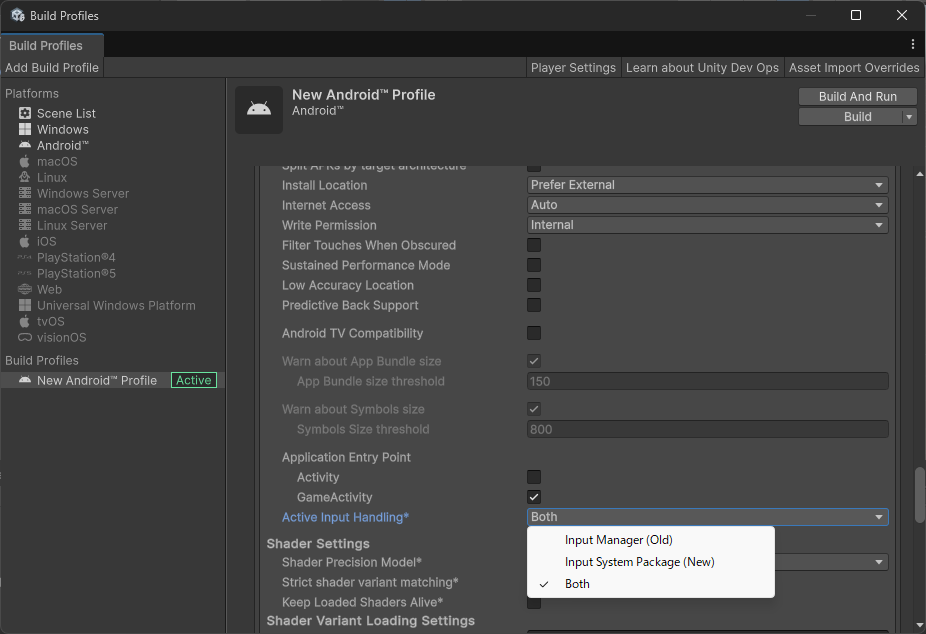 Build Profiles
Build Profiles
Add Build Profile
Player Settings
Learn about Unity Dev Ops
Asset Import Overrides
Platforms
Scene List
Windows
Android™
macOS
Linux
Windows Server
macOS Server
Linux Server
iOS
PlayStation®4
PlayStation®5
Web
Universal Windows Platform
tvOS
visionOS
Build Profiles
New Android™ Profile Active
New Android™ Profile
Android™
Build And Run
Build
Split APKs by target architecture
Install Location Prefer External
Internet Access Auto
Write Permission Internal
Filter Touches When Obscured
Sustained Performance Mode
Low Accuracy Location
Predictive Back Support
Android TV Compatibility
Warn about App Bundle size
App Bundle size threshold 150
Warn about Symbols size
Symbols Size threshold 800
Application Entry Point
Activity
GameActivity
Active Input Handling* Both
Input Manager (Old)
Input System Package (New)
Both
Shader Settings
Shader Precision Model*
Strict shader variant matching*
Keep Loaded Shaders Alive*
Shader Variant Loading Settings